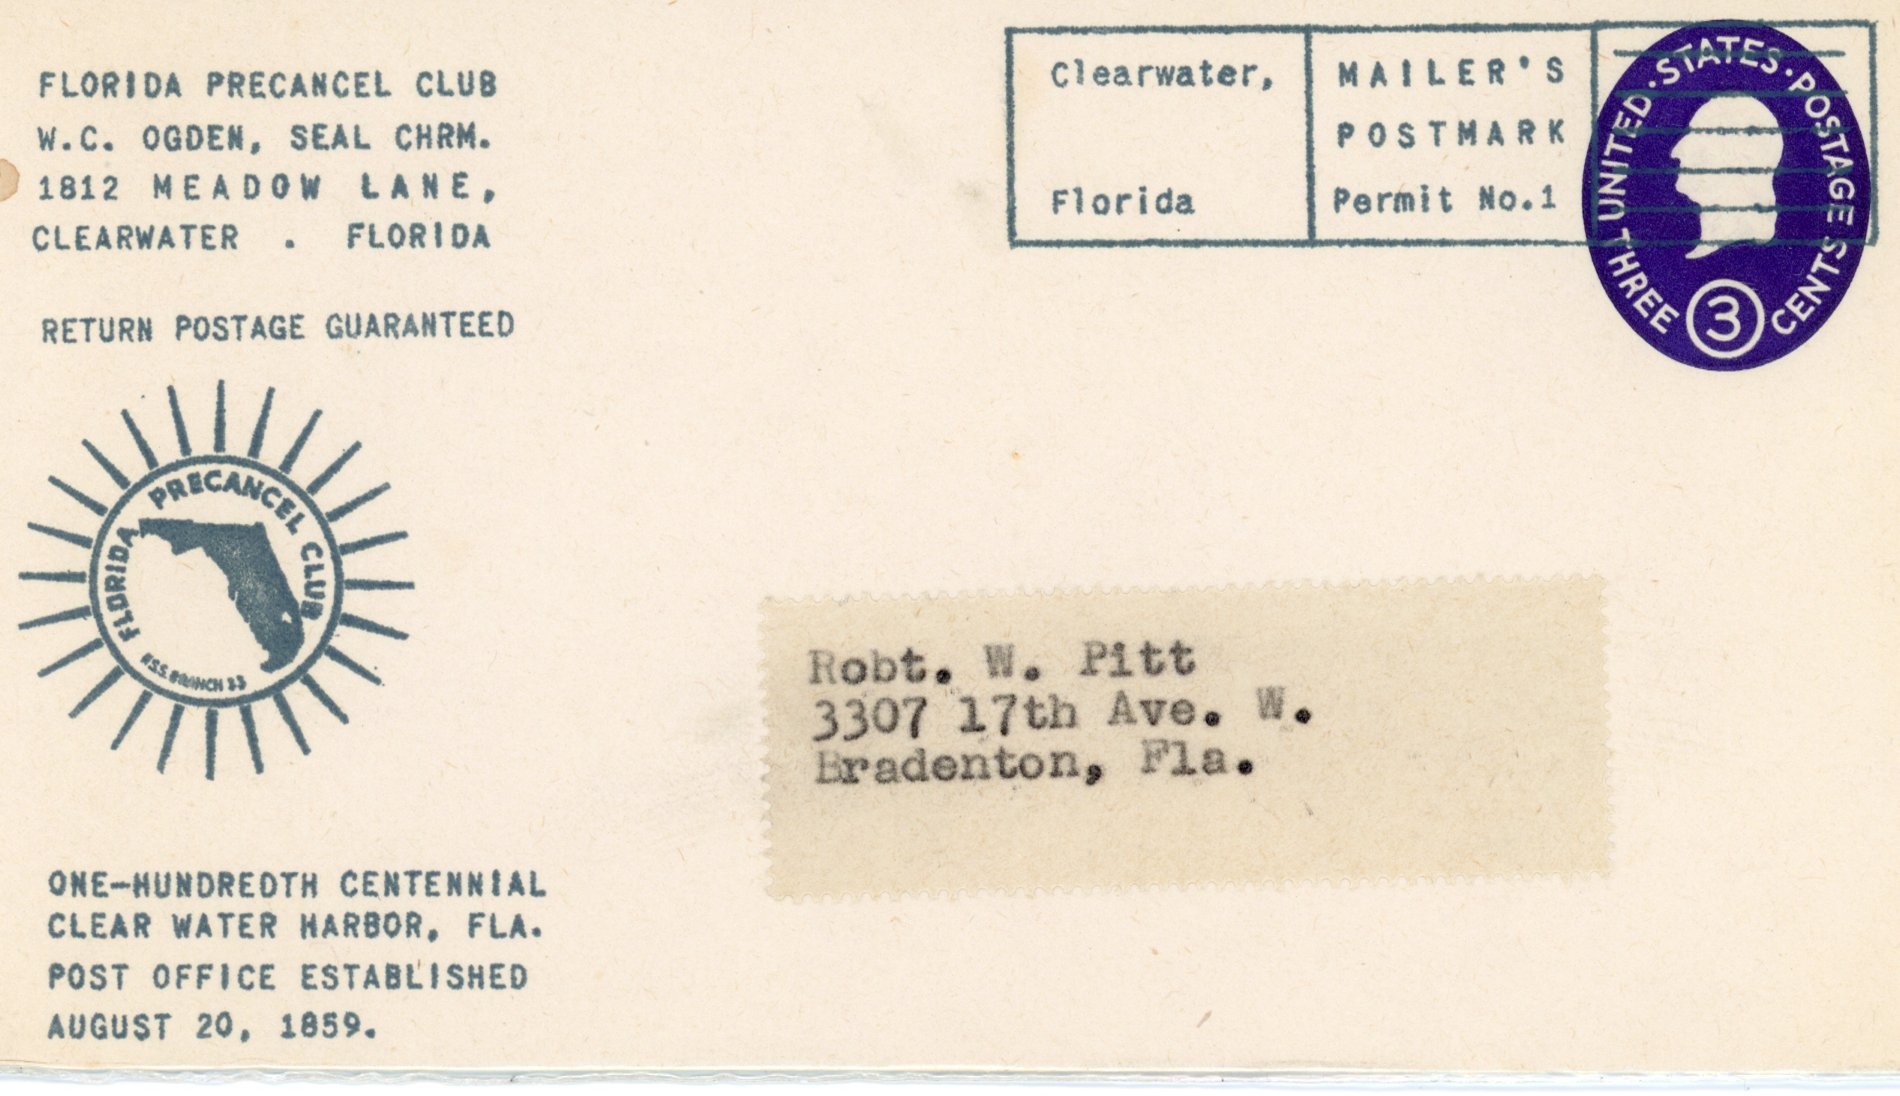 FLORIDA PRECANCEL CLUB
W.C. OGDEN, SEAL CHRM.
1812 MEADOW LANE,
CLEARWATER . FLORIDA
RETURN POSTAGE GUARANTEED
Clearwater,
Florida
MAILER'S
POSTMARK
Permit No.1
UNITED·STATES·POSTAGE
THREE 3 CENTS
FLORIDA PRECANCEL CLUB
P.S.S. BRANCH 33
Robt. W. Pitt
3307 17th Ave. W.
Bradenton, Fla.
ONE-HUNDREDTH CENTENNIAL
CLEAR WATER HARBOR, FLA.
POST OFFICE ESTABLISHED
AUGUST 20, 1859.